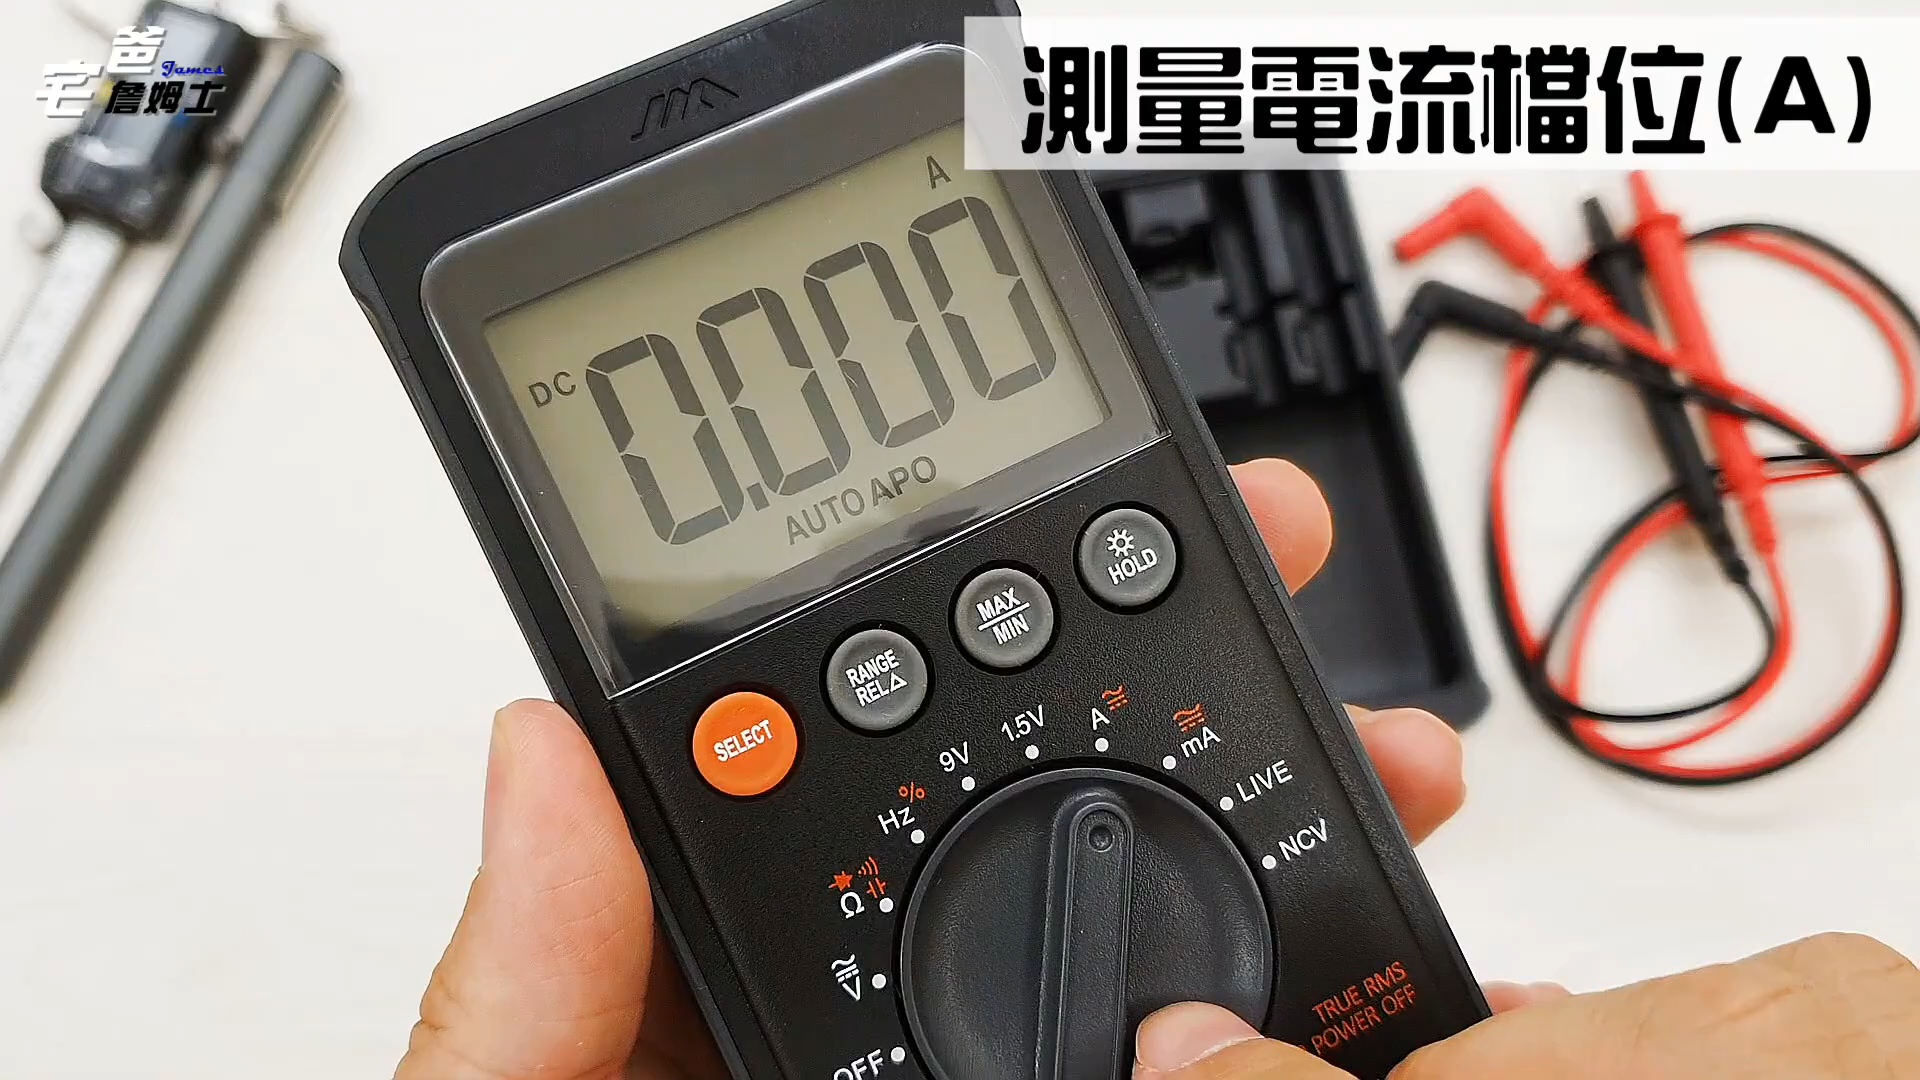 宅爸
James
詹姆士
測量電流檔位(A)
A
DC
0.000
AUTO APO
HOLD
MAX
MIN
RANGE
REL△
SELECT
OFF
V
Ω
Hz %
9V
1.5V
A
mA
LIVE
NCV
TRUE RMS
POWER OFF